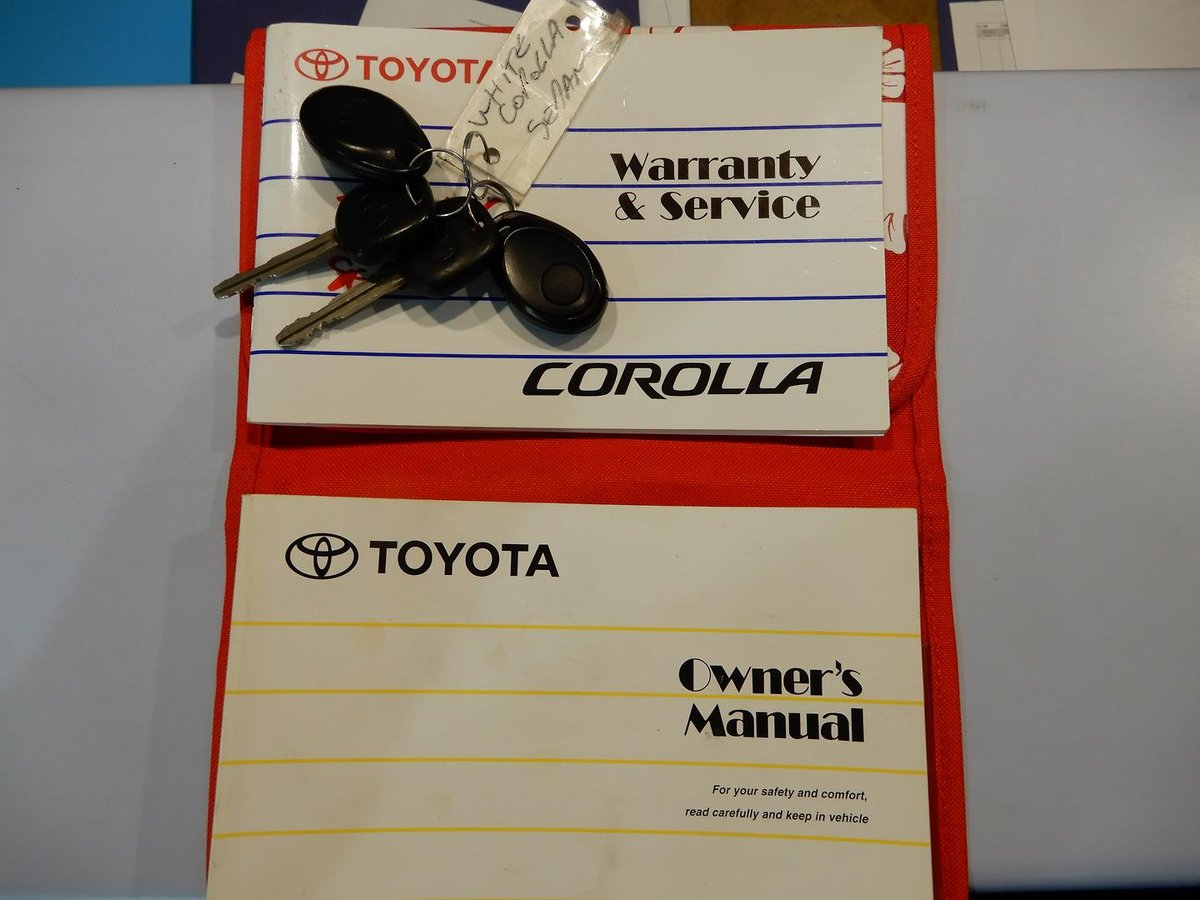 TOYOTA
WHITE
COROLLA
SEDAN
Warranty
& Service
COROLLA
TOYOTA
Owner's
Manual
For your safety and comfort,
read carefully and keep in vehicle